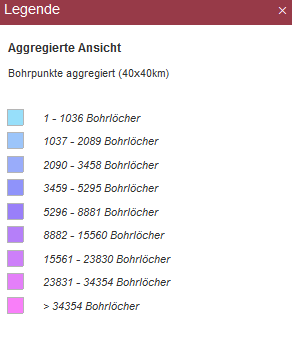 Legende ×
Aggregierte Ansicht
Bohrpunkte aggregiert (40x40km)
1 - 1036 Bohrlöcher
1037 - 2089 Bohrlöcher
2090 - 3458 Bohrlöcher
3459 - 5295 Bohrlöcher
5296 - 8881 Bohrlöcher
8882 - 15560 Bohrlöcher
15561 - 23830 Bohrlöcher
23831 - 34354 Bohrlöcher
> 34354 Bohrlöcher